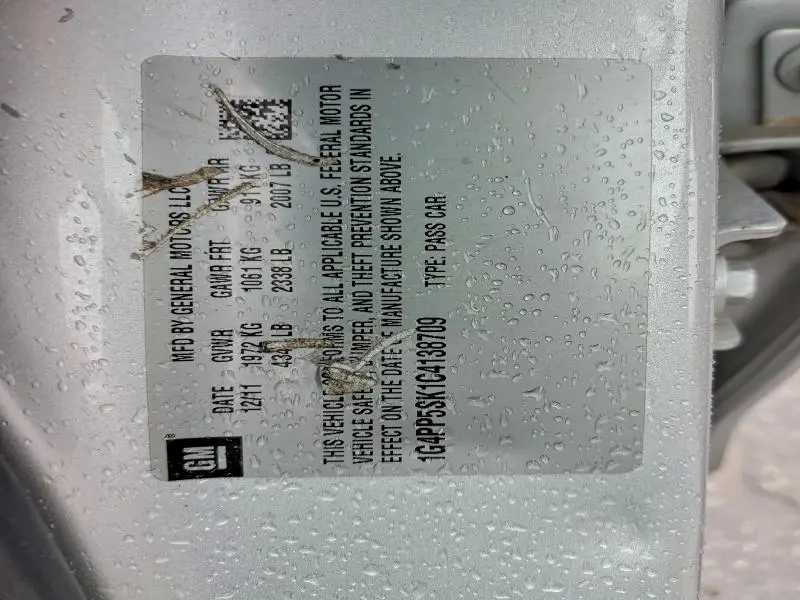 GM
MFD BY GENERAL MOTORS LLC
DATE GVWR GAWR FRT GAWR RR
12/11 1972 KG 1061 KG 911 KG
LB 2338 LB 2007 LB
THIS VEHICLE CONFORMS TO ALL APPLICABLE U.S. FEDERAL MOTOR
VEHICLE SAFETY, BUMPER, AND THEFT PREVENTION STANDARDS IN
EFFECT ON THE DATE OF MANUFACTURE SHOWN ABOVE.
1G4PP5SK1C4138709 TYPE: PASS CAR